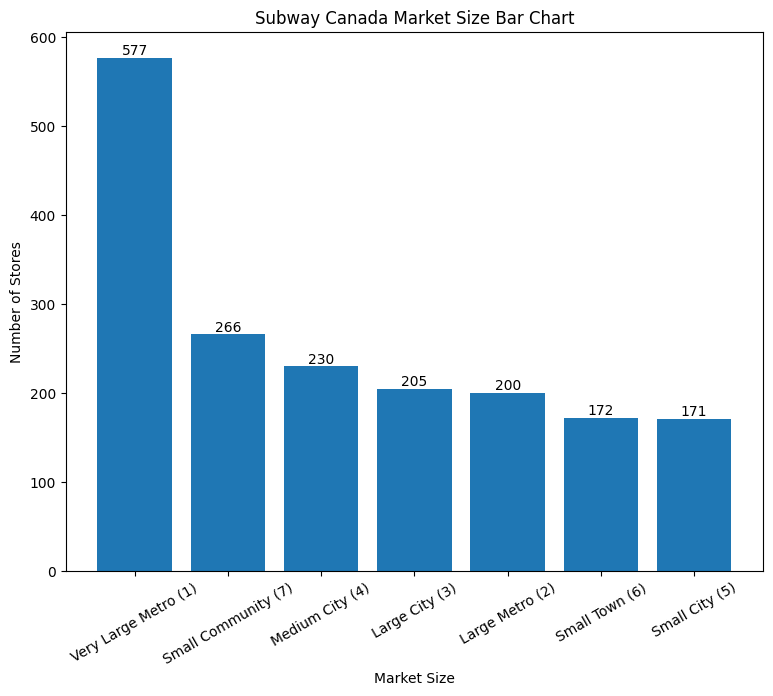 Subway Canada Market Size Bar Chart
Number of Stores
600
500
400
300
200
100
0
577
266
230
205
200
172
171
Very Large Metro (1)
Small Community (7)
Medium City (4)
Large City (3)
Large Metro (2)
Small Town (6)
Small City (5)
Market Size